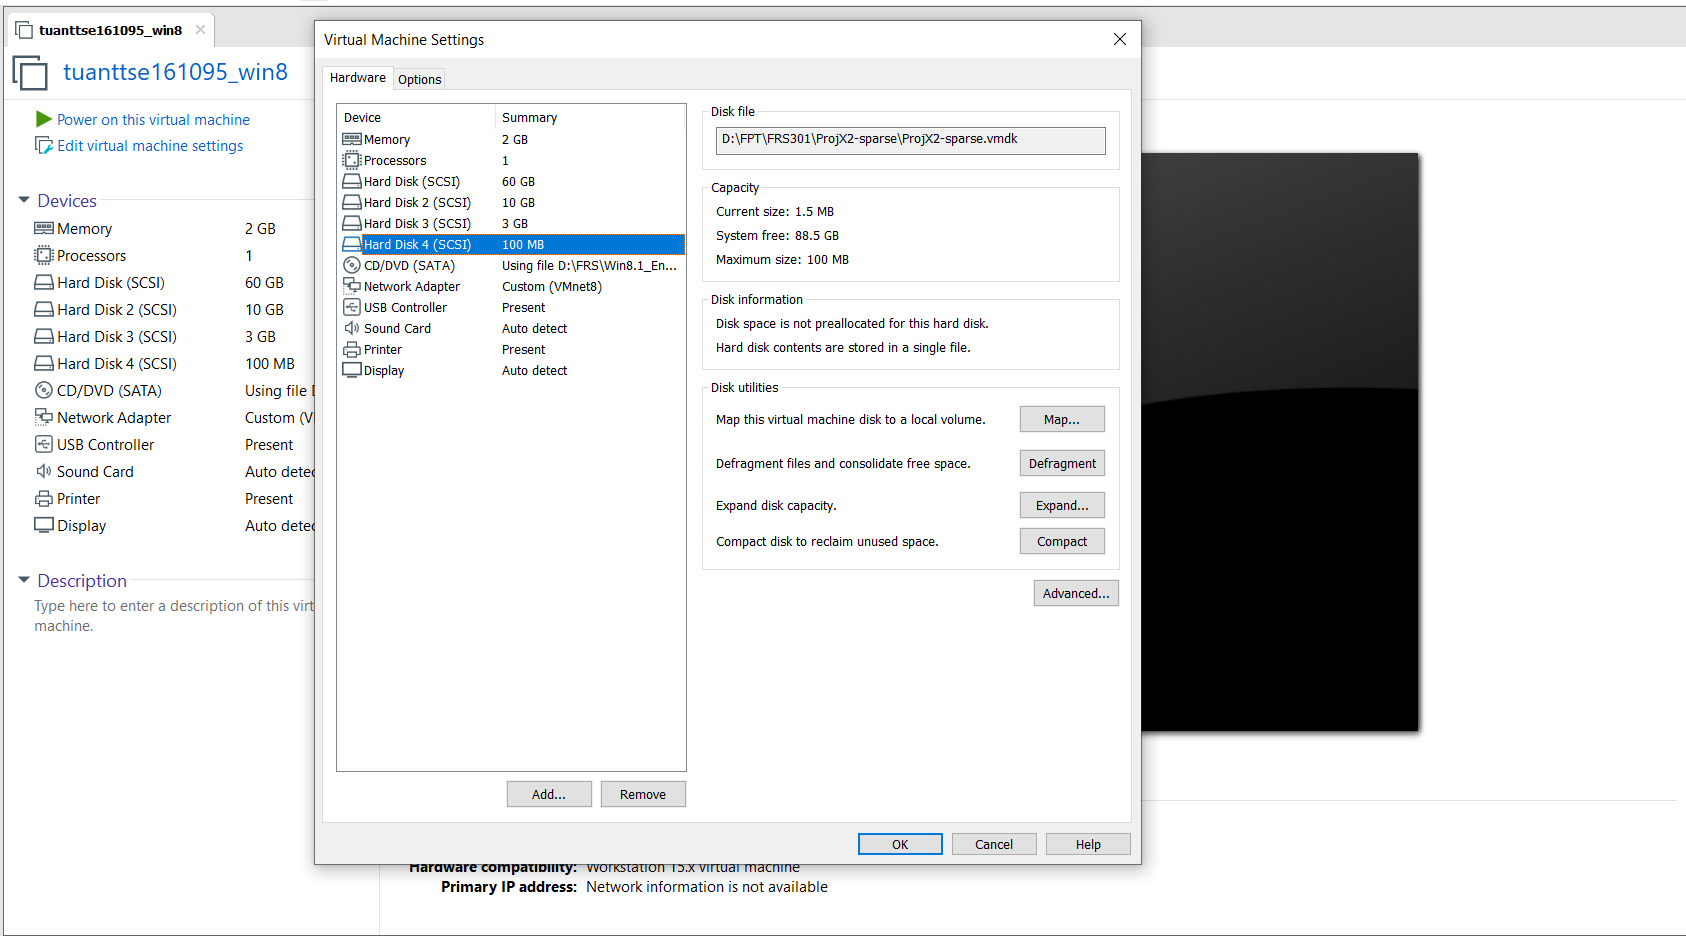 tuanttse161095_win8
tuanttse161095_win8
Power on this virtual machine
Edit virtual machine settings
Devices
Memory 2 GB
Processors 1
Hard Disk (SCSI) 60 GB
Hard Disk 2 (SCSI) 10 GB
Hard Disk 3 (SCSI) 3 GB
Hard Disk 4 (SCSI) 100 MB
CD/DVD (SATA) Using file
Network Adapter Custom (V
USB Controller Present
Sound Card Auto detec
Printer Present
Display Auto detec
Description
Type here to enter a description of this virt
machine.
Virtual Machine Settings
Hardware Options
Device Summary
Memory 2 GB
Processors 1
Hard Disk (SCSI) 60 GB
Hard Disk 2 (SCSI) 10 GB
Hard Disk 3 (SCSI) 3 GB
Hard Disk 4 (SCSI) 100 MB
CD/DVD (SATA) Using file D:\FRS\Win8.1_En...
Network Adapter Custom (VMnet8)
USB Controller Present
Sound Card Auto detect
Printer Present
Display Auto detect
Add... Remove
Disk file
D:\FPT\FRS301\ProjX2-sparse\ProjX2-sparse.vmdk
Capacity
Current size: 1.5 MB
System free: 88.5 GB
Maximum size: 100 MB
Disk information
Disk space is not preallocated for this hard disk.
Hard disk contents are stored in a single file.
Disk utilities
Map this virtual machine disk to a local volume. Map...
Defragment files and consolidate free space. Defragment
Expand disk capacity. Expand...
Compact disk to reclaim unused space. Compact
Advanced...
OK Cancel Help
Hardware compatibility: Workstation 15.x virtual machine
Primary IP address: Network information is not available